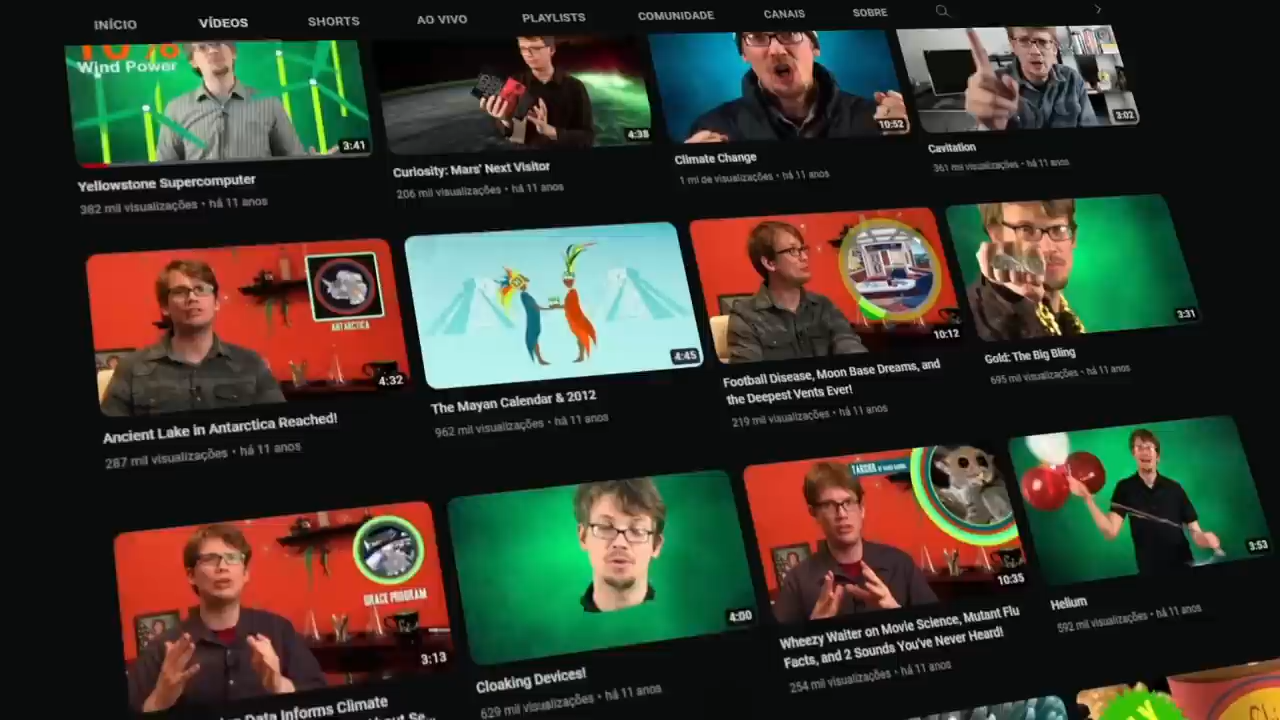 INÍCIO VÍDEOS SHORTS AO VIVO PLAYLISTS COMUNIDADE CANAIS SOBRE
Wind Power
3:41
4:38
10:52
3:02
Yellowstone Supercomputer
382 mil visualizações • há 11 anos
Curiosity: Mars' Next Visitor
206 mil visualizações • há 11 anos
Climate Change
1 mi de visualizações • há 11 anos
Cavitation
361 mil visualizações • há 11 anos
ANTARCTICA
4:32
4:45
10:12
3:31
Ancient Lake in Antarctica Reached!
287 mil visualizações • há 11 anos
The Mayan Calendar & 2012
962 mil visualizações • há 11 anos
Football Disease, Moon Base Dreams, and
the Deepest Vents Ever!
219 mil visualizações • há 11 anos
Gold: The Big Bling
695 mil visualizações • há 11 anos
GRACE PROGRAM
3:13
4:00
TARSIER
10:35
3:53
Data Informs Climate
Cloaking Devices!
629 mil visualizações • há 11 anos
Wheezy Waiter on Movie Science, Mutant Flu
Facts, and 2 Sounds You've Never Heard!
254 mil visualizações • há 11 anos
Helium
592 mil visualizações • há 11 anos